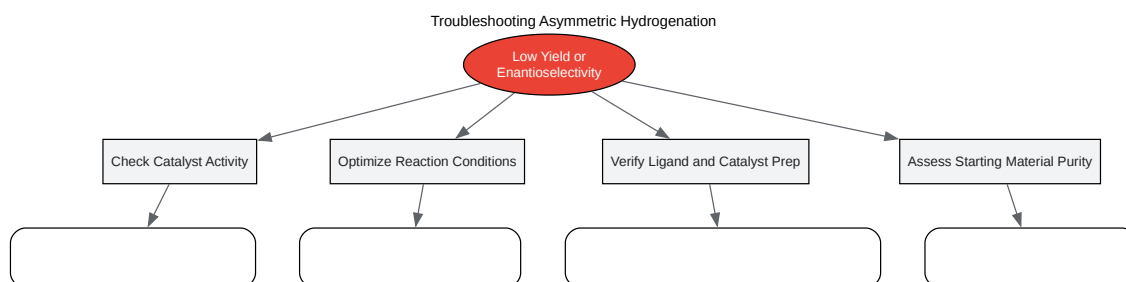 Troubleshooting Asymmetric Hydrogenation
Low Yield or
Enantioselectivity
Check Catalyst Activity
Optimize Reaction Conditions
Verify Ligand and Catalyst Prep
Assess Starting Material Purity